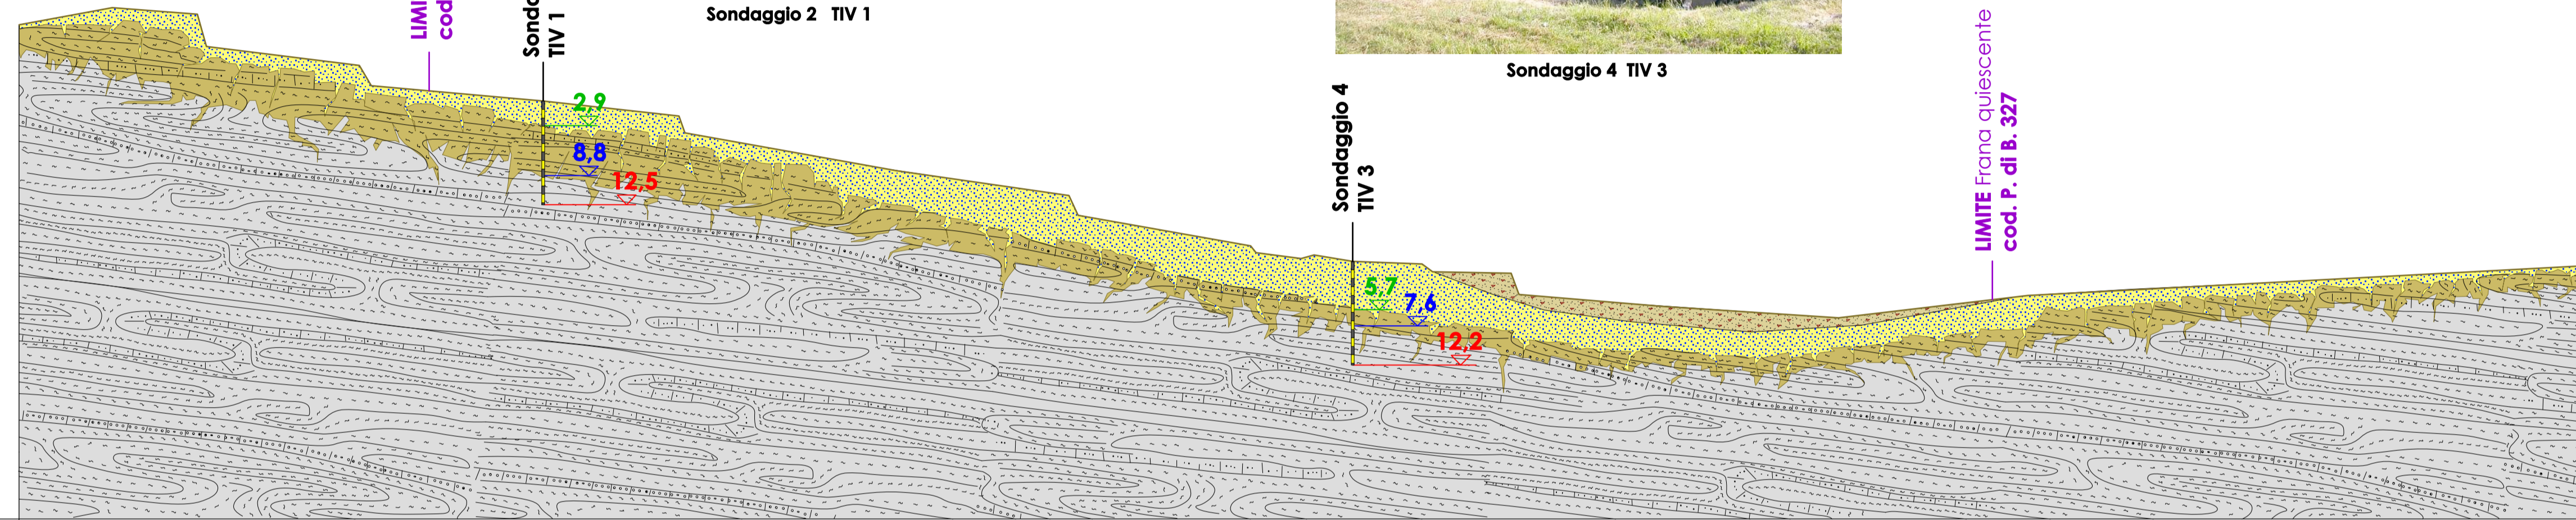 Sondaggio 2 TIV 1
TIV 1
2,9
8,8
12,5
Sondaggio 4 TIV 3
Sondaggio 4
TIV 3
5,7
7,6
12,2
LIMITE Frana quiescente
cod. P. di B. 327